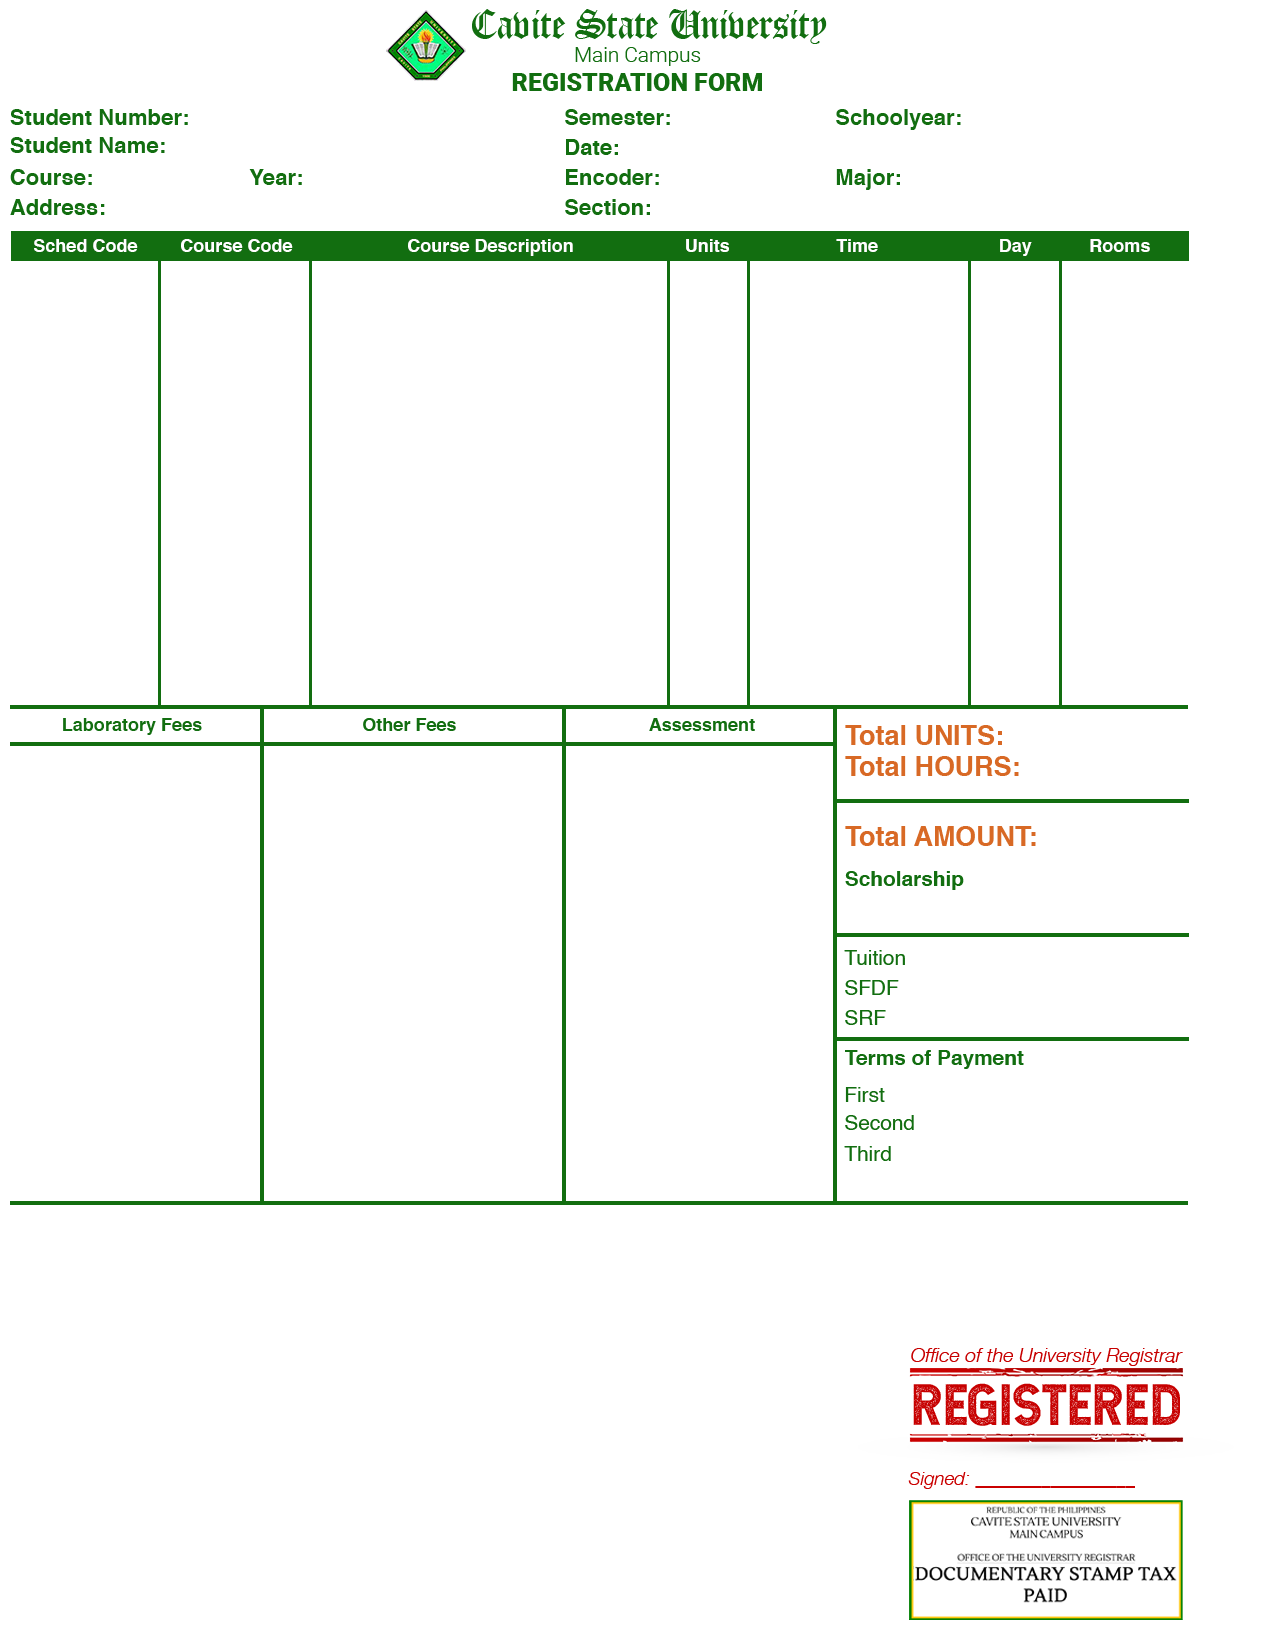 Cavite State University
Main Campus
REGISTRATION FORM
Student Number: Semester: Schoolyear:
Student Name: Date:
Course: Year: Encoder: Major:
Address: Section:
Sched Code Course Code Course Description Units Time Day Rooms
Laboratory Fees Other Fees Assessment
Total UNITS:
Total HOURS:
Total AMOUNT:
Scholarship
Tuition
SFDF
SRF
Terms of Payment
First
Second
Third
Office of the University Registrar
REGISTERED
Signed: ________________
REPUBLIC OF THE PHILIPPINES
CAVITE STATE UNIVERSITY
MAIN CAMPUS
OFFICE OF THE UNIVERSITY REGISTRAR
DOCUMENTARY STAMP TAX
PAID